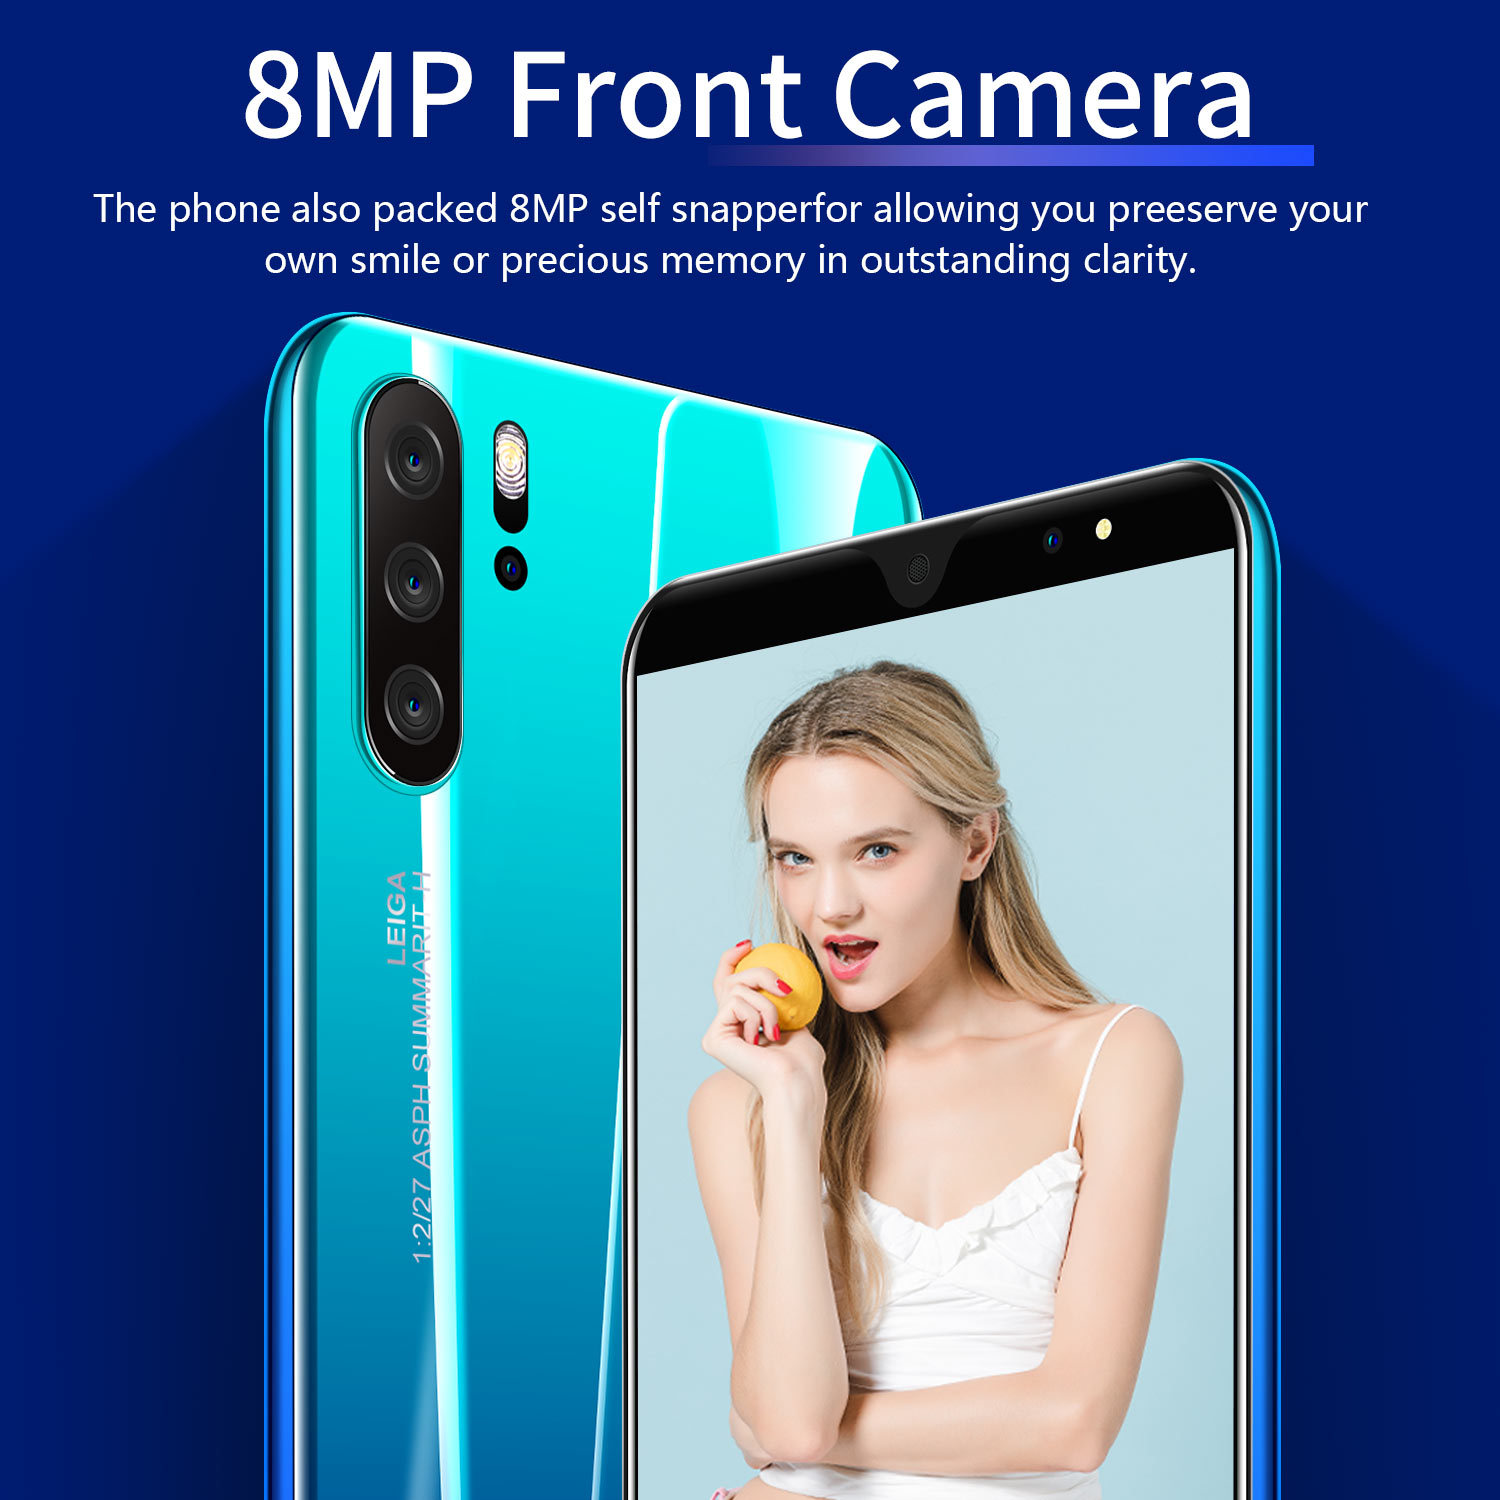 8MP Front Camera
The phone also packed 8MP self snapperfor allowing you preeserve your
own smile or precious memory in outstanding clarity.
LEIGA
1:2/27 ASPH SUMMARIT-H